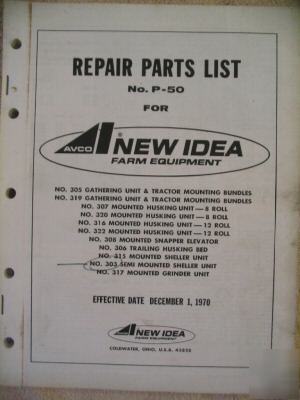 REPAIR PARTS LIST
No. P-50
FOR
AVCO NEW IDEA
FARM EQUIPMENT
NO. 305 GATHERING UNIT & TRACTOR MOUNTING BUNDLES
NO. 319 GATHERING UNIT & TRACTOR MOUNTING BUNDLES
NO. 307 MOUNTED HUSKING UNIT — 8 ROLL
NO. 320 MOUNTED HUSKING UNIT — 8 ROLL
NO. 316 MOUNTED HUSKING UNIT — 12 ROLL
NO. 322 MOUNTED HUSKING UNIT — 12 ROLL
NO. 308 MOUNTED SNAPPER ELEVATOR
NO. 306 TRAILING HUSKING BED
NO. 315 MOUNTED SHELLER UNIT
NO. 303 SEMI MOUNTED SHELLER UNIT
NO. 317 MOUNTED GRINDER UNIT
EFFECTIVE DATE DECEMBER 1, 1970
AVCO NEW IDEA
FARM EQUIPMENT
COLDWATER, OHIO, U.S.A. 45828